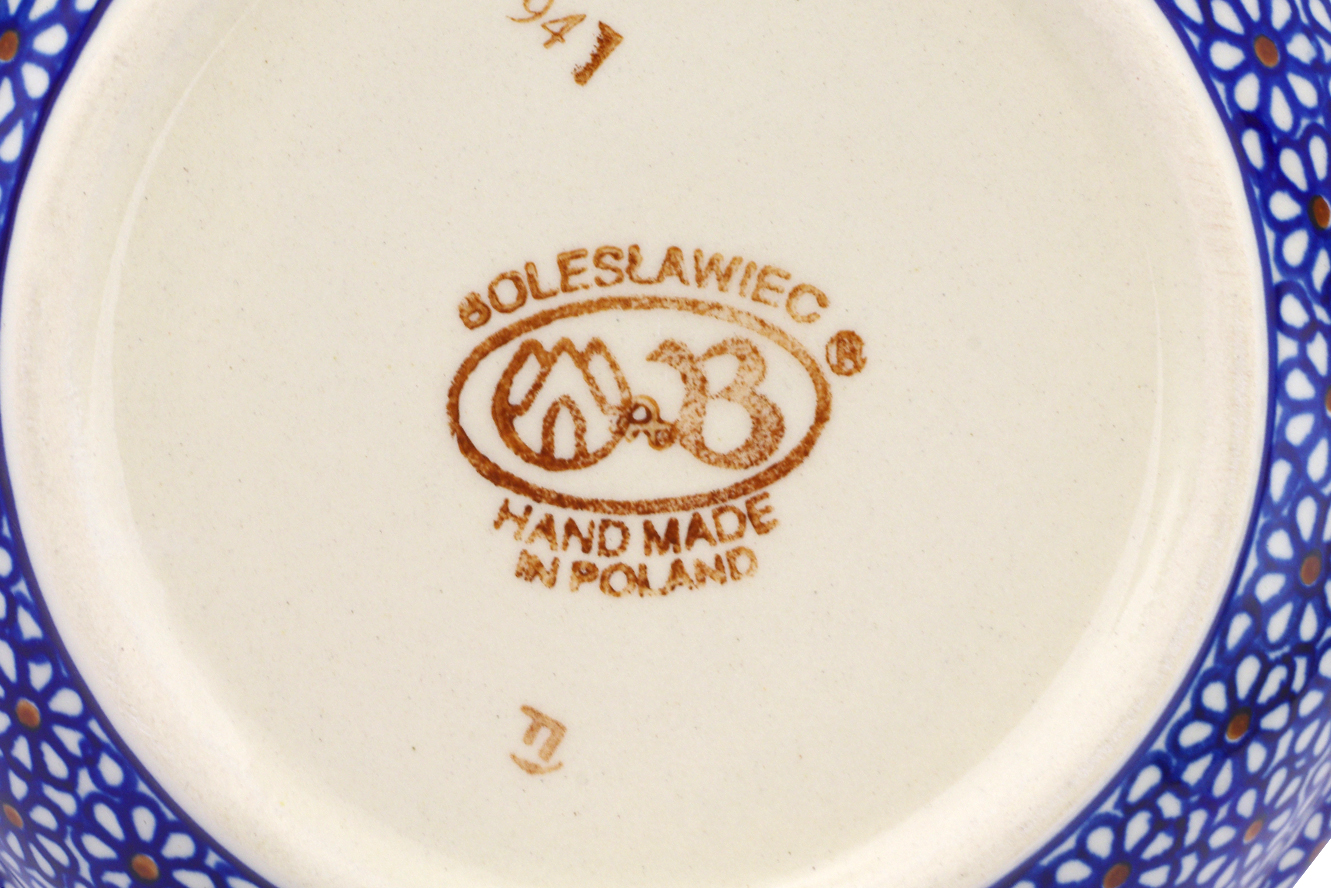 941
BOLESŁAWIEC ®
B
HAND MADE
IN POLAND